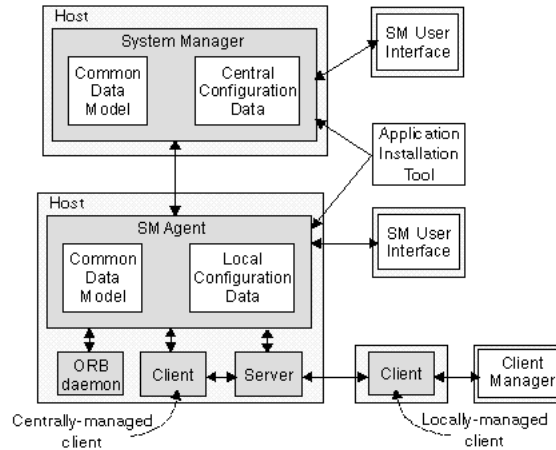 Host
System Manager
Common
Data
Model
Central
Configuration
Data
SM User
Interface
Application
Installation
Tool
Host
SM Agent
Common
Data
Model
Local
Configuration
Data
SM User
Interface
ORB
daemon
Client
Server
Client
Client
Manager
Centrally-managed
client
Locally-managed
client